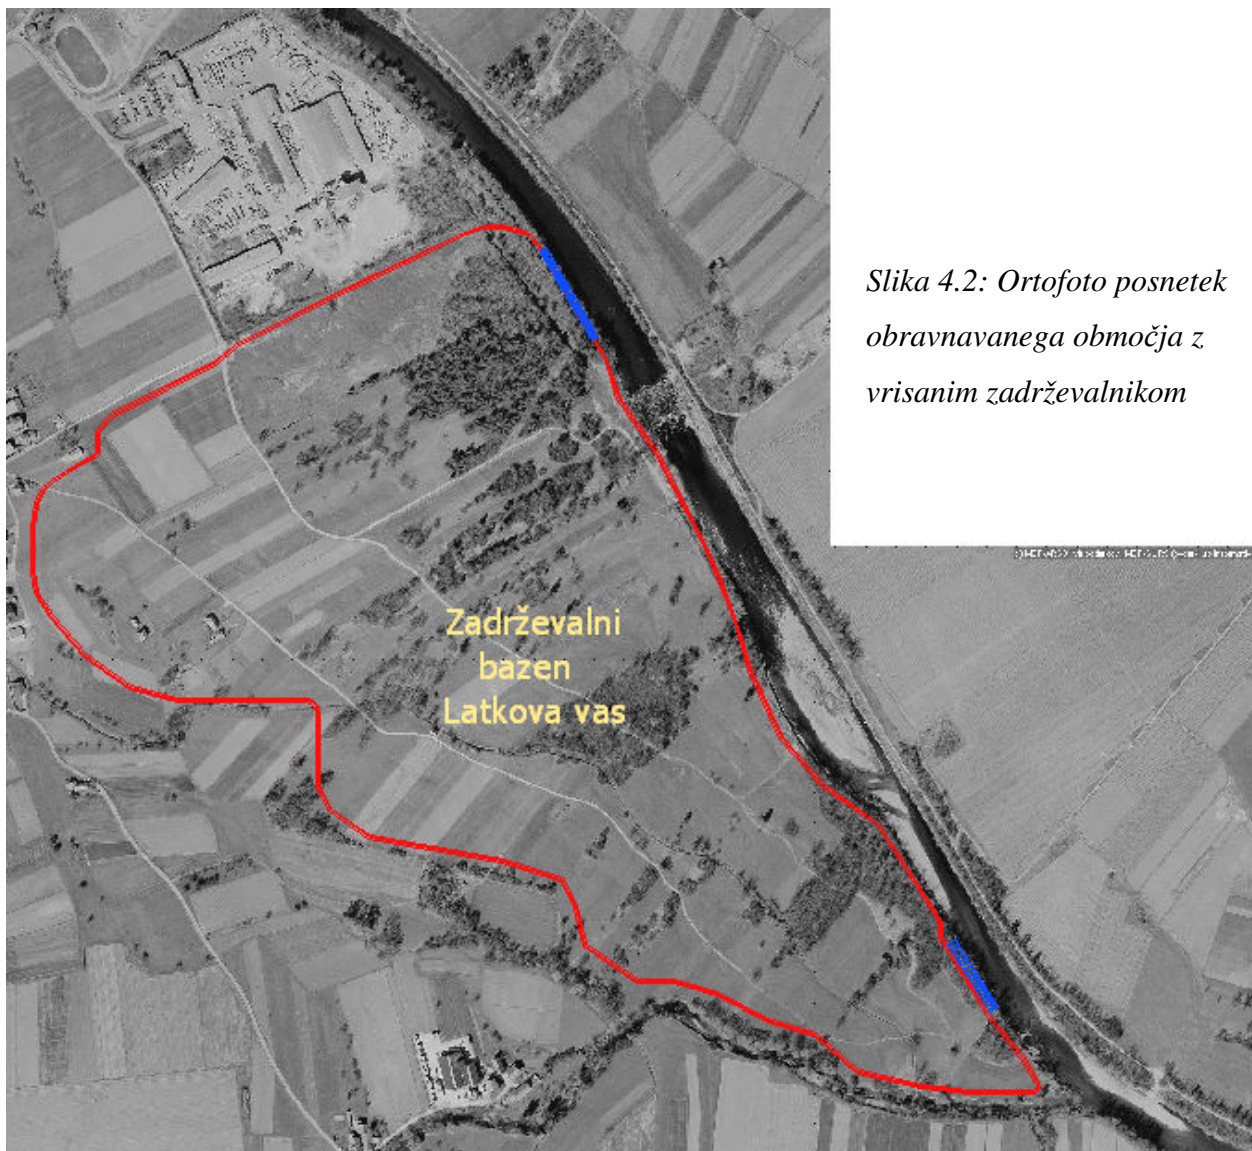 Slika 4.2: Ortofoto posnetek
obravnavanega območja z
vrisanim zadrževalnikom
Zadrževalni
bazen
Latkova vas